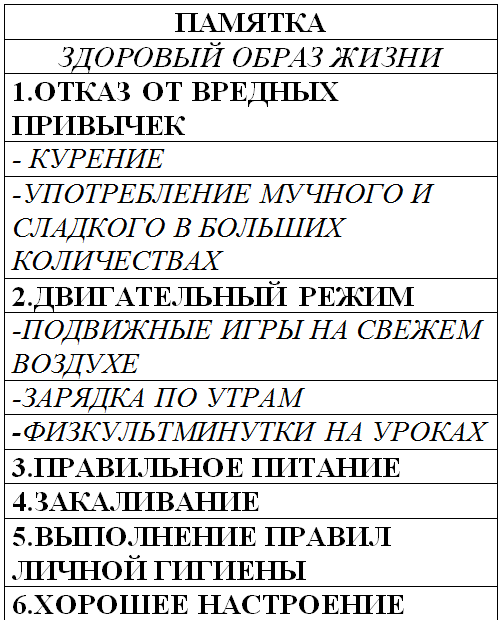 ПАМЯТКА
ЗДОРОВЫЙ ОБРАЗ ЖИЗНИ
1.ОТКАЗ ОТ ВРЕДНЫХ
ПРИВЫЧЕК
- КУРЕНИЕ
-УПОТРЕБЛЕНИЕ МУЧНОГО И
СЛАДКОГО В БОЛЬШИХ
КОЛИЧЕСТВАХ
2.ДВИГАТЕЛЬНЫЙ РЕЖИМ
-ПОДВИЖНЫЕ ИГРЫ НА СВЕЖЕМ
ВОЗДУХЕ
-ЗАРЯДКА ПО УТРАМ
-ФИЗКУЛЬТМИНУТКИ НА УРОКАХ
3.ПРАВИЛЬНОЕ ПИТАНИЕ
4.ЗАКАЛИВАНИЕ
5.ВЫПОЛНЕНИЕ ПРАВИЛ
ЛИЧНОЙ ГИГИЕНЫ
6.ХОРОШЕЕ НАСТРОЕНИЕ